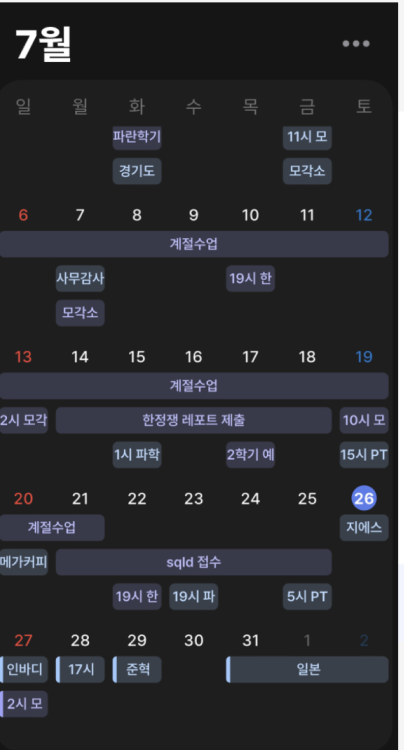 7월
일 월 화 수 목 금 토
파란학기 11시 모
경기도 모각소
6 7 8 9 10 11 12
계절수업
사무감사 19시 한
모각소
13 14 15 16 17 18 19
계절수업
2시 모각 한정쟁 레포트 제출 10시 모
1시 파학 2학기 예 15시 PT
20 21 22 23 24 25 26
계절수업 지에스
메가커피 sqld 접수
19시 한 19시 파 5시 PT
27 28 29 30 31 1 2
인바디 17시 준혁 일본
2시 모